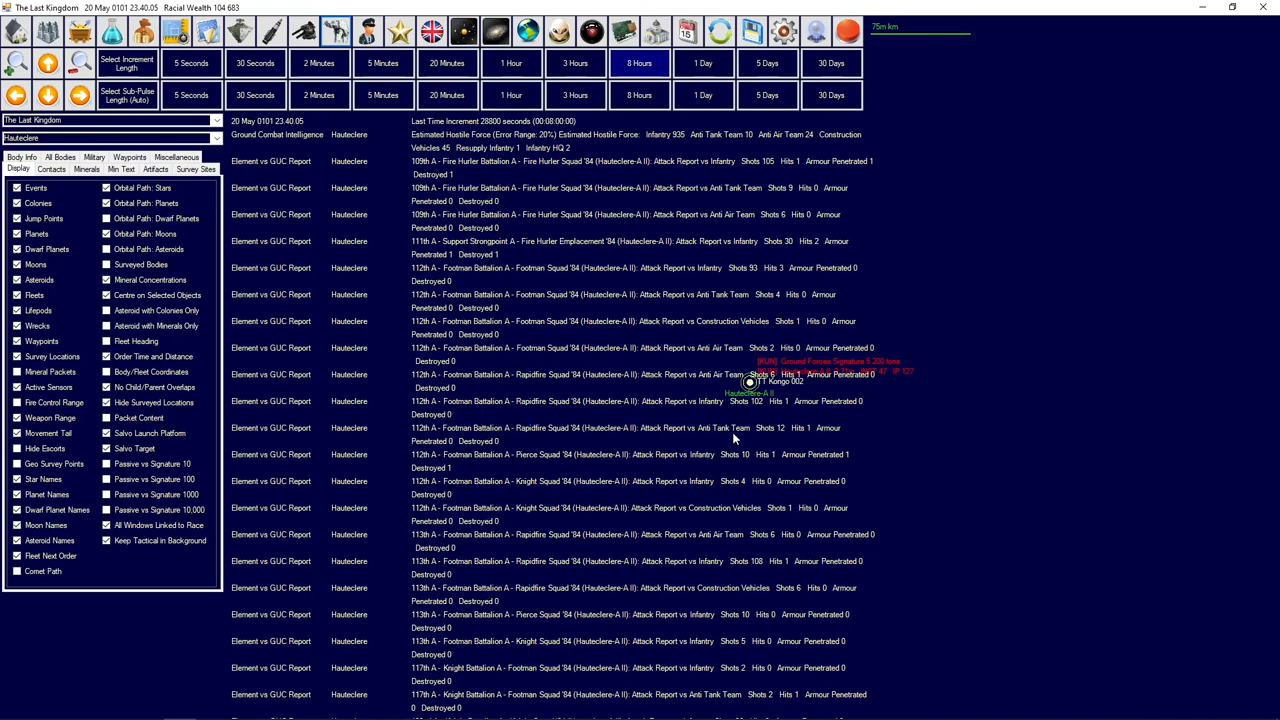 The Last Kingdom   20 May 0101 23.40.05   Racial Wealth 104 683
75m km
Select Increment Length
5 Seconds
30 Seconds
2 Minutes
5 Minutes
20 Minutes
1 Hour
3 Hours
8 Hours
1 Day
5 Days
30 Days
Select Sub-Pulse Length (Auto)
5 Seconds
30 Seconds
2 Minutes
5 Minutes
20 Minutes
1 Hour
3 Hours
8 Hours
1 Day
5 Days
30 Days
The Last Kingdom
Hauteclere
Body Info   All Bodies   Military   Waypoints   Miscellaneous
Display   Contacts   Minerals   Min Text   Artifacts   Survey Sites
Events   Orbital Path: Stars
Colonies   Orbital Path: Planets
Jump Points   Orbital Path: Dwarf Planets
Planets   Orbital Path: Moons
Dwarf Planets   Orbital Path: Asteroids
Moons   Surveyed Bodies
Asteroids   Mineral Concentrations
Fleets   Centre on Selected Objects
Lifepods   Asteroid with Colonies Only
Wrecks   Asteroid with Minerals Only
Waypoints   Fleet Heading
Survey Locations   Order Time and Distance
Mineral Packets   Body/Fleet Coordinates
Active Sensors   No Child/Parent Overlaps
Fire Control Range   Hide Surveyed Locations
Weapon Range   Packet Content
Movement Tail   Salvo Launch Platform
Hide Escorts   Salvo Target
Geo Survey Points   Passive vs Signature 10
Star Names   Passive vs Signature 100
Planet Names   Passive vs Signature 1000
Dwarf Planet Names   Passive vs Signature 10,000
Moon Names   All Windows Linked to Race
Asteroid Names   Keep Tactical in Background
Fleet Next Order
Comet Path
20 May 0101 23.40.05   Last Time Increment 28800 seconds (00:08:00:00)
Ground Combat Intelligence   Hauteclere   Estimated Hostile Force (Error Range: 20%) Estimated Hostile Force:   Infantry 935   Anti Tank Team 10   Anti Air Team 24   Construction
Vehicles 45   Resupply Infantry 1   Infantry HQ 2
Element vs GUC Report   Hauteclere   109th A - Fire Hurler Battalion A - Fire Hurler Squad '84 (Hauteclere-A II): Attack Report vs Infantry   Shots 105   Hits 1   Armour Penetrated 1
Destroyed 1
Element vs GUC Report   Hauteclere   109th A - Fire Hurler Battalion A - Fire Hurler Squad '84 (Hauteclere-A II): Attack Report vs Anti Tank Team   Shots 9   Hits 0   Armour
Penetrated 0   Destroyed 0
Element vs GUC Report   Hauteclere   109th A - Fire Hurler Battalion A - Fire Hurler Squad '84 (Hauteclere-A II): Attack Report vs Anti Air Team   Shots 6   Hits 0   Armour
Penetrated 0   Destroyed 0
Element vs GUC Report   Hauteclere   111th A - Support Strongpoint A - Fire Hurler Emplacement '84 (Hauteclere-A II): Attack Report vs Infantry   Shots 30   Hits 2   Armour
Penetrated 1   Destroyed 1
Element vs GUC Report   Hauteclere   112th A - Footman Battalion A - Footman Squad '84 (Hauteclere-A II): Attack Report vs Infantry   Shots 93   Hits 3   Armour Penetrated 0
Destroyed 0
Element vs GUC Report   Hauteclere   112th A - Footman Battalion A - Footman Squad '84 (Hauteclere-A II): Attack Report vs Anti Tank Team   Shots 4   Hits 0   Armour
Penetrated 0   Destroyed 0
Element vs GUC Report   Hauteclere   112th A - Footman Battalion A - Footman Squad '84 (Hauteclere-A II): Attack Report vs Construction Vehicles   Shots 1   Hits 0   Armour
Penetrated 0   Destroyed 0
Element vs GUC Report   Hauteclere   112th A - Footman Battalion A - Footman Squad '84 (Hauteclere-A II): Attack Report vs Anti Air Team   Shots 2   Hits 0   Armour Penetrated 0
Destroyed 0
[RUN]   Ground Forces Signature 5 200 tons
Element vs GUC Report   Hauteclere   112th A - Footman Battalion A - Rapidfire Squad '84 (Hauteclere-A II): Attack Report vs Anti Air Team   Shots 6   Hits 1   Armour Penetrated 0
Destroyed 0
TT Kongo 002
Hauteclere-A II
Element vs GUC Report   Hauteclere   112th A - Footman Battalion A - Rapidfire Squad '84 (Hauteclere-A II): Attack Report vs Infantry   Shots 102   Hits 1   Armour Penetrated 0
Destroyed 0
Element vs GUC Report   Hauteclere   112th A - Footman Battalion A - Rapidfire Squad '84 (Hauteclere-A II): Attack Report vs Anti Tank Team   Shots 12   Hits 1   Armour
Penetrated 0   Destroyed 0
Element vs GUC Report   Hauteclere   112th A - Footman Battalion A - Pierce Squad '84 (Hauteclere-A II): Attack Report vs Infantry   Shots 10   Hits 1   Armour Penetrated 1
Destroyed 1
Element vs GUC Report   Hauteclere   112th A - Footman Battalion A - Knight Squad '84 (Hauteclere-A II): Attack Report vs Infantry   Shots 4   Hits 0   Armour Penetrated 0
Destroyed 0
Element vs GUC Report   Hauteclere   112th A - Footman Battalion A - Knight Squad '84 (Hauteclere-A II): Attack Report vs Construction Vehicles   Shots 1   Hits 0   Armour
Penetrated 0   Destroyed 0
Element vs GUC Report   Hauteclere   113th A - Footman Battalion A - Rapidfire Squad '84 (Hauteclere-A II): Attack Report vs Anti Air Team   Shots 6   Hits 0   Armour Penetrated 0
Destroyed 0
Element vs GUC Report   Hauteclere   113th A - Footman Battalion A - Rapidfire Squad '84 (Hauteclere-A II): Attack Report vs Infantry   Shots 108   Hits 1   Armour Penetrated 0
Destroyed 0
Element vs GUC Report   Hauteclere   113th A - Footman Battalion A - Rapidfire Squad '84 (Hauteclere-A II): Attack Report vs Construction Vehicles   Shots 6   Hits 0   Armour
Penetrated 0   Destroyed 0
Element vs GUC Report   Hauteclere   113th A - Footman Battalion A - Pierce Squad '84 (Hauteclere-A II): Attack Report vs Infantry   Shots 10   Hits 0   Armour Penetrated 0
Destroyed 0
Element vs GUC Report   Hauteclere   113th A - Footman Battalion A - Knight Squad '84 (Hauteclere-A II): Attack Report vs Infantry   Shots 5   Hits 0   Armour Penetrated 0
Destroyed 0
Element vs GUC Report   Hauteclere   117th A - Knight Battalion A - Footman Squad '84 (Hauteclere-A II): Attack Report vs Infantry   Shots 2   Hits 0   Armour Penetrated 0
Destroyed 0
Element vs GUC Report   Hauteclere   117th A - Knight Battalion A - Footman Squad '84 (Hauteclere-A II): Attack Report vs Anti Tank Team   Shots 2   Hits 1   Armour Penetrated
0   Destroyed 0